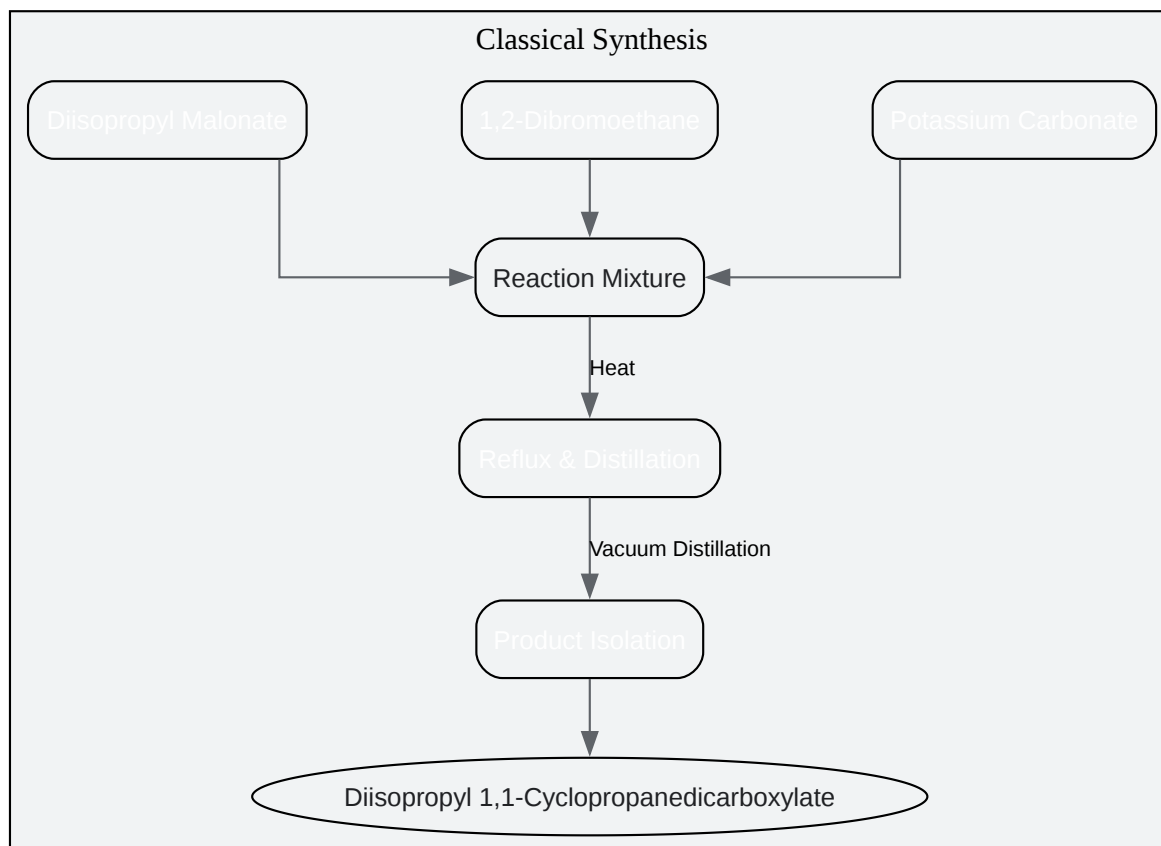 Classical Synthesis
Diisopropyl Malonate
1,2-Dibromoethane
Potassium Carbonate
Reaction Mixture
Heat
Reflux & Distillation
Vacuum Distillation
Product Isolation
Diisopropyl 1,1-Cyclopropanedicarboxylate